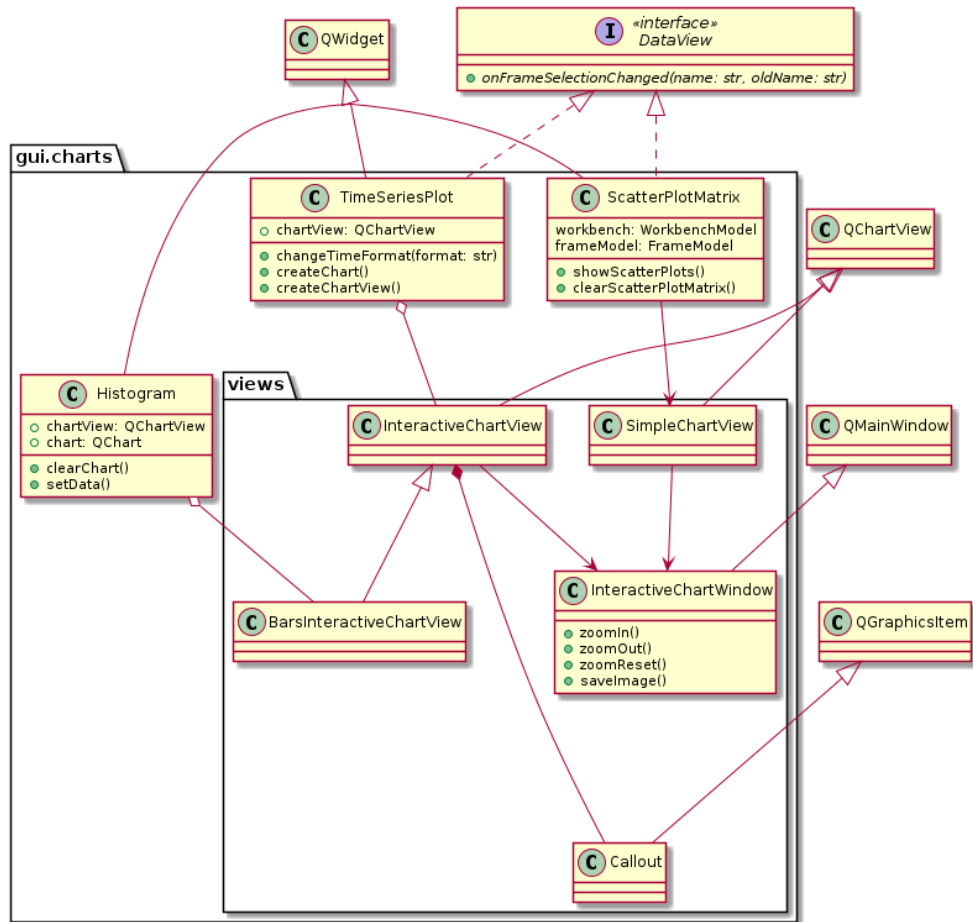 C QWidget
I «interface»
DataView
onFrameSelectionChanged(name: str, oldName: str)
gui.charts
C TimeSeriesPlot
chartView: QChartView
changeTimeFormat(format: str)
createChart()
createChartView()
C ScatterPlotMatrix
workbench: WorkbenchModel
frameModel: FrameModel
showScatterPlots()
clearScatterPlotMatrix()
C QChartView
C Histogram
chartView: QChartView
chart: QChart
clearChart()
setData()
views
C InteractiveChartView
C SimpleChartView
C QMainWindow
C BarsInteractiveChartView
C InteractiveChartWindow
zoomIn()
zoomOut()
zoomReset()
saveImage()
C QGraphicsItem
C Callout